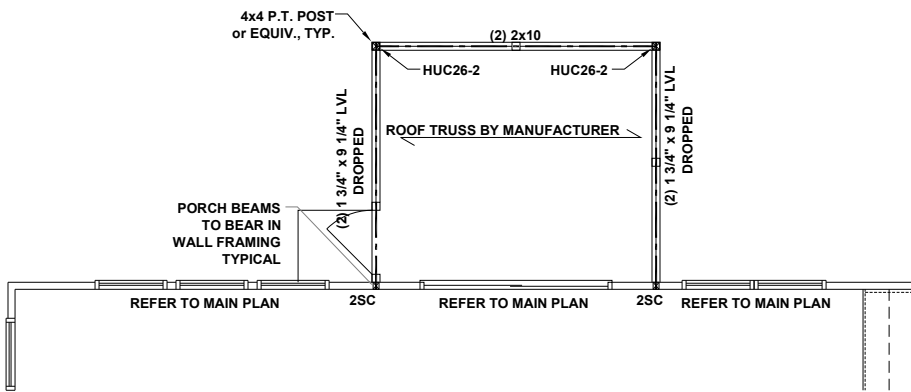 4x4 P.T. POST
or EQUIV., TYP.
(2) 2x10
HUC26-2
HUC26-2
(2) 1 3/4" x 9 1/4" LVL
DROPPED
ROOF TRUSS BY MANUFACTURER
(2) 1 3/4" x 9 1/4" LVL
DROPPED
PORCH BEAMS
TO BEAR IN
WALL FRAMING
TYPICAL
REFER TO MAIN PLAN
2SC
REFER TO MAIN PLAN
2SC
REFER TO MAIN PLAN